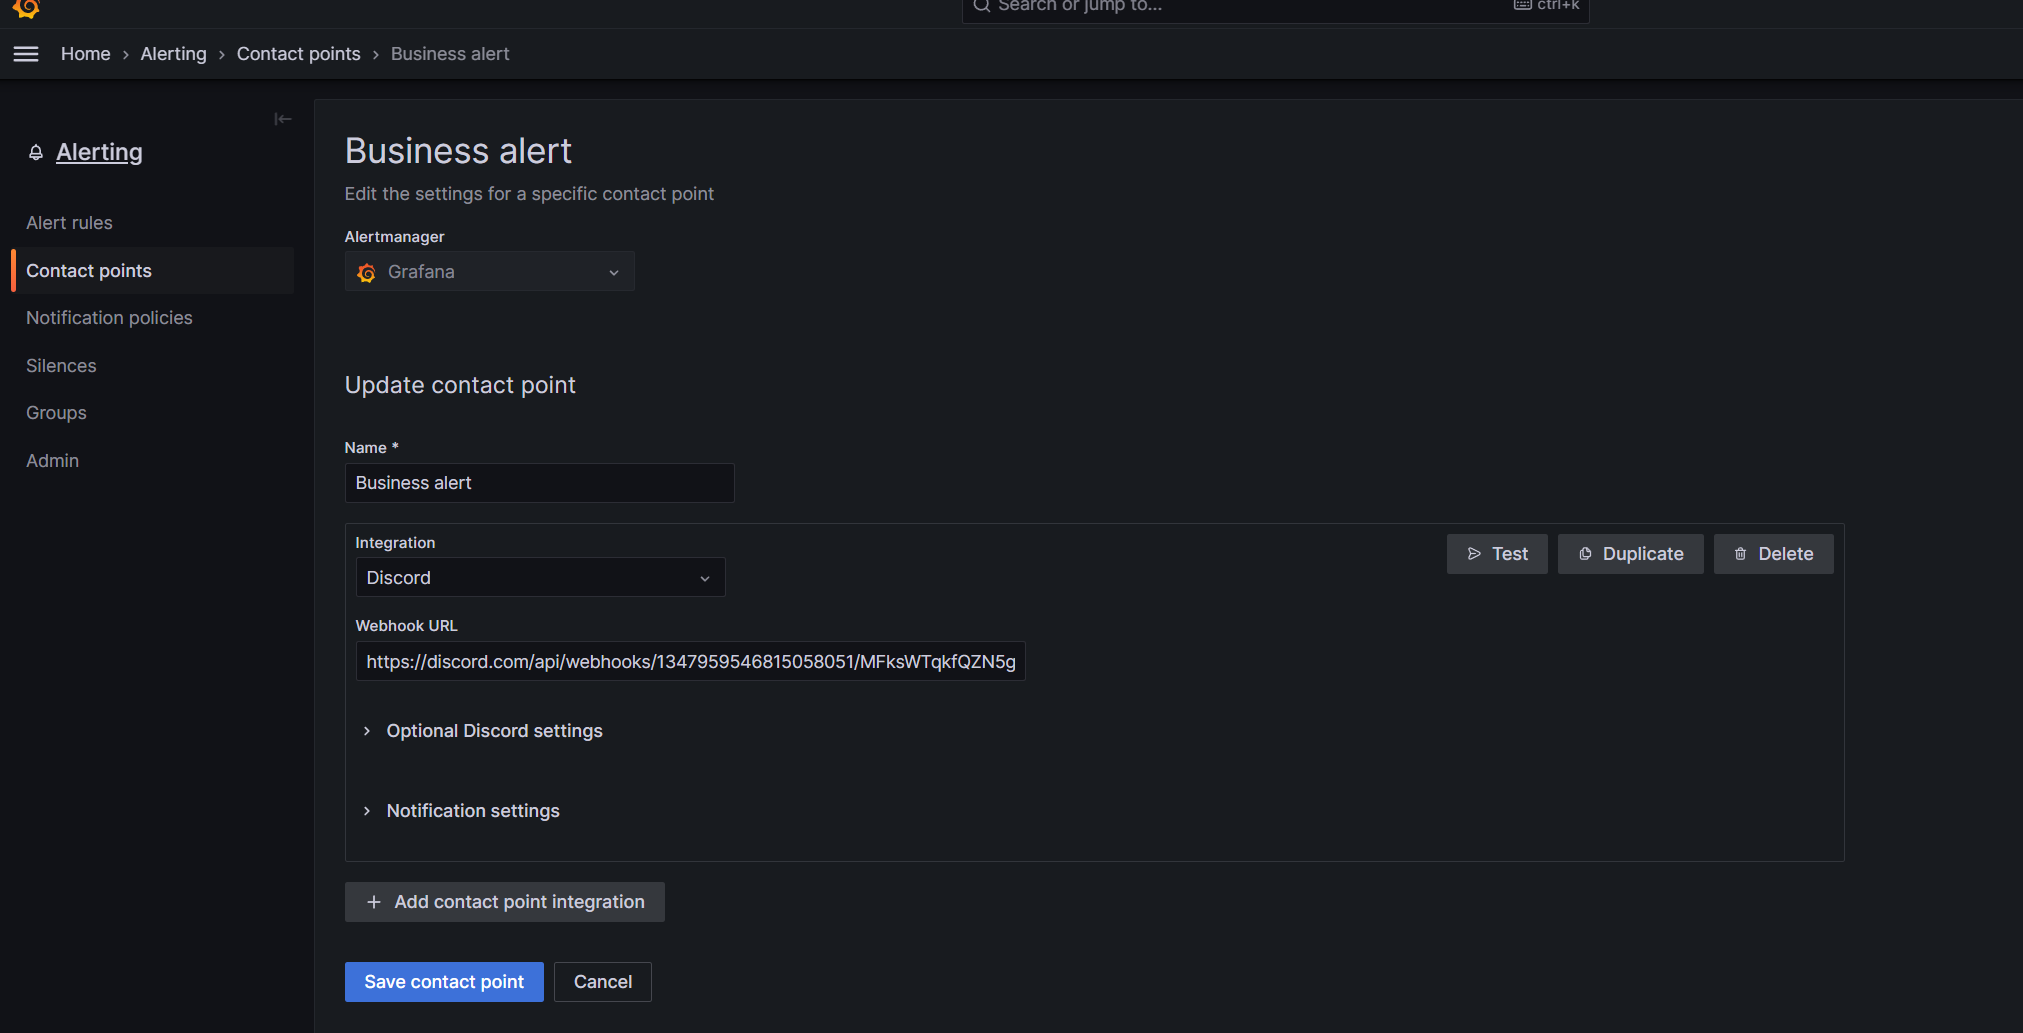 Search or jump to... ctrl+k
Home > Alerting > Contact points > Business alert
Alerting
Alert rules
Contact points
Notification policies
Silences
Groups
Admin
Business alert
Edit the settings for a specific contact point
Alertmanager
Grafana
Update contact point
Name *
Business alert
Integration
Discord
Test
Duplicate
Delete
Webhook URL
https://discord.com/api/webhooks/1347959546815058051/MFksWTqkfQZN5g
Optional Discord settings
Notification settings
+ Add contact point integration
Save contact point
Cancel